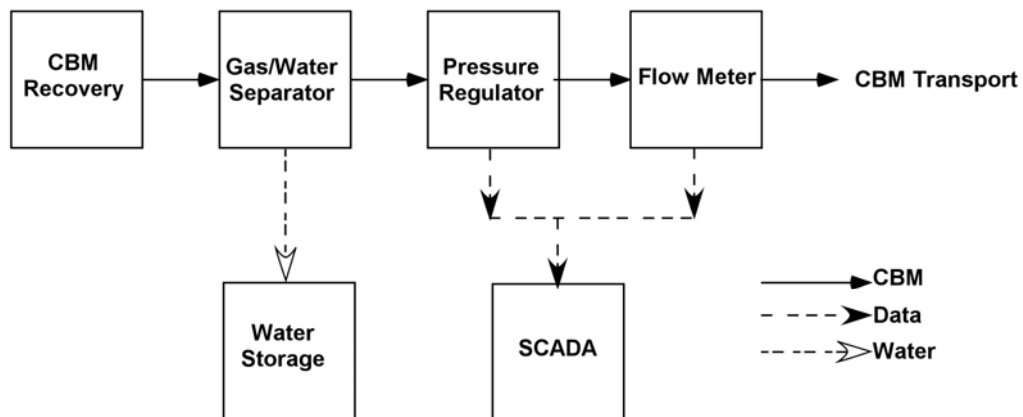 CBM
Recovery
Gas/Water
Separator
Pressure
Regulator
Flow Meter
CBM Transport
Water
Storage
SCADA
CBM
Data
Water